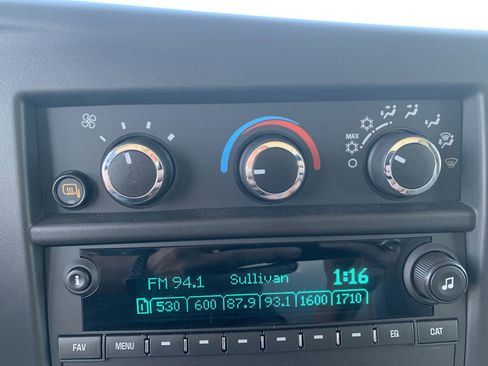 MAX
FM 94.1 Sullivan 1:16
1 530 600 87.9 93.1 1600 1710
i
FAV MENU EQ CAT